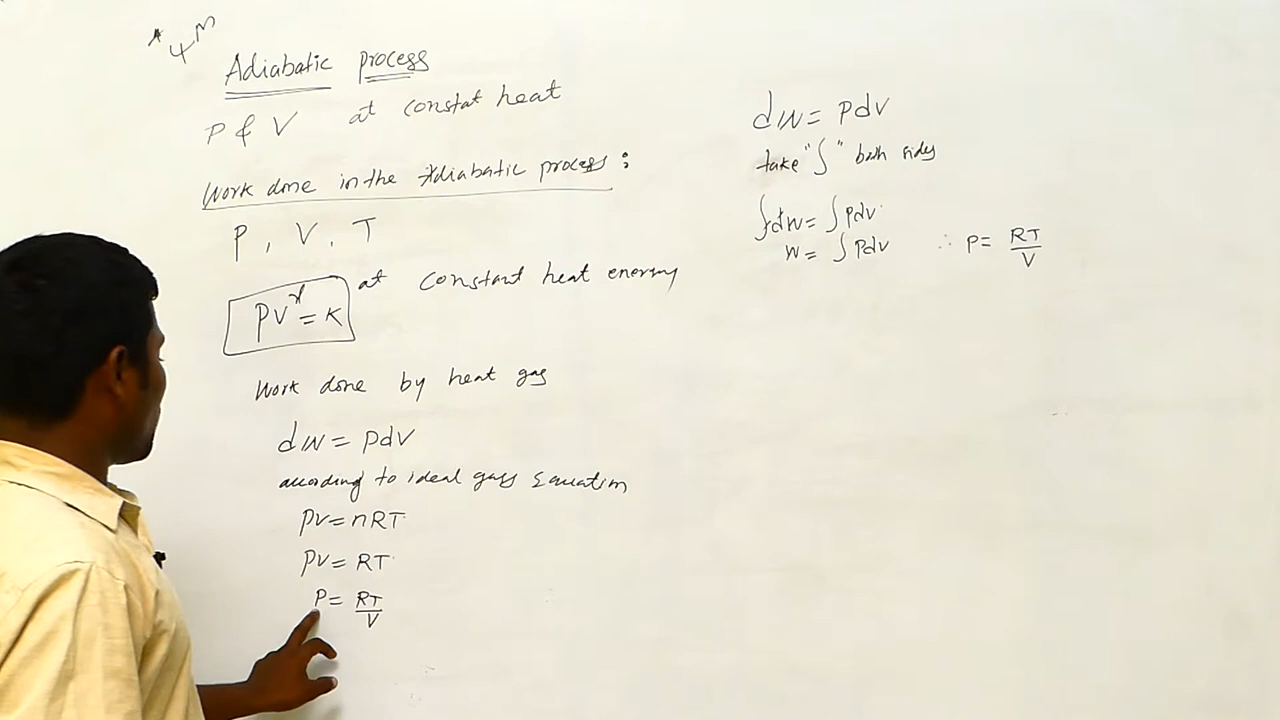 * 4M
Adiabatic process
P & V at constat heat
Work done in the Adiabatic process :
P, V, T
PV^γ = K at constant heat energy
Work done by heat gas
dW = pdV
according to ideal gass Equation
PV = nRT
PV = RT
P = RT/V
dW = PdV
take "∫" both sides
∫dw = ∫pdv
W = ∫pdv ∴ P = RT/V